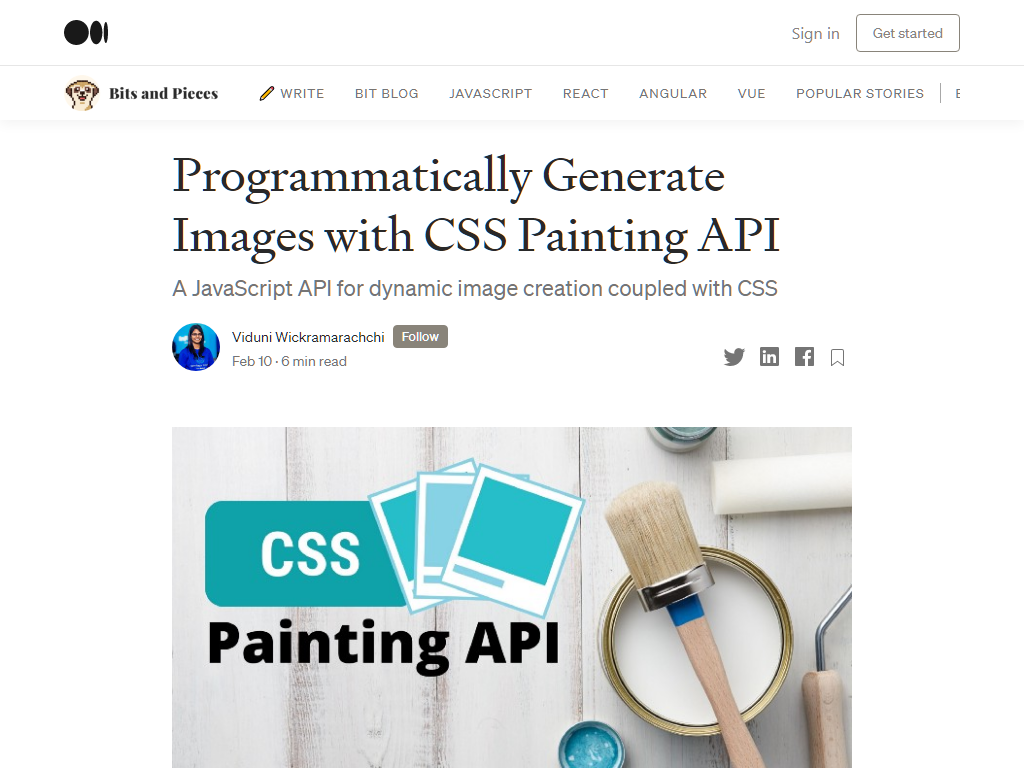 Sign in
Get started
Bits and Pieces
WRITE
BIT BLOG
JAVASCRIPT
REACT
ANGULAR
VUE
POPULAR STORIES
Programmatically Generate
Images with CSS Painting API
A JavaScript API for dynamic image creation coupled with CSS
Viduni Wickramarachchi
Follow
Feb 10 · 6 min read
CSS
Painting API